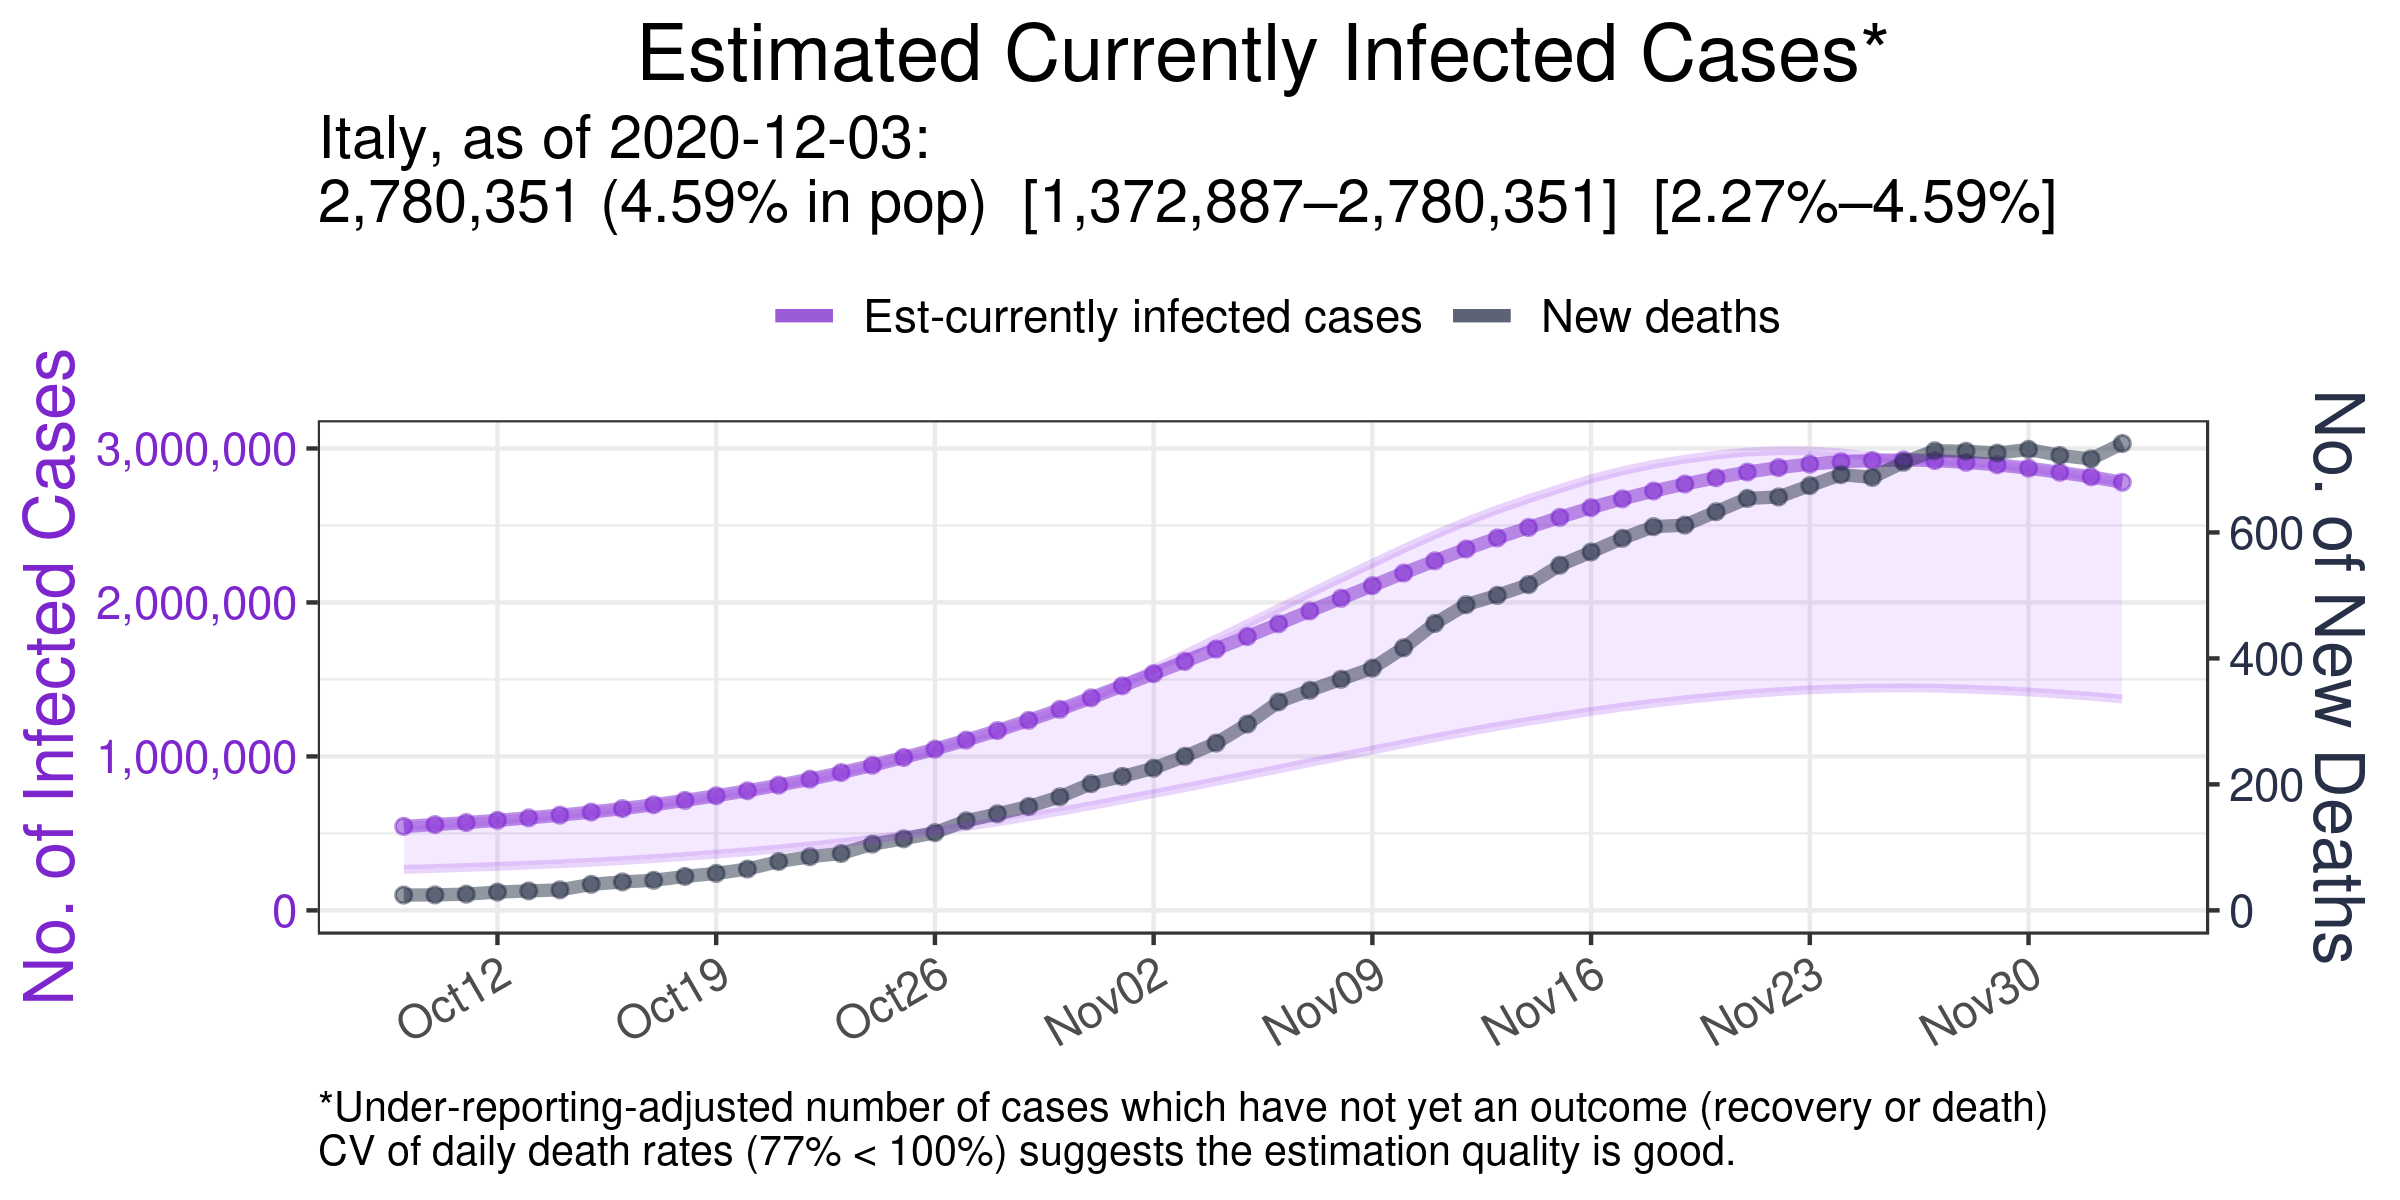 Estimated Currently Infected Cases*
Italy, as of 2020-12-03:
2,780,351 (4.59% in pop) [1,372,887–2,780,351] [2.27%–4.59%]
Est-currently infected cases
New deaths
No. of Infected Cases
3,000,000
2,000,000
1,000,000
0
No. of New Deaths
600
400
200
0
Oct12
Oct19
Oct26
Nov02
Nov09
Nov16
Nov23
Nov30
*Under-reporting-adjusted number of cases which have not yet an outcome (recovery or death)
CV of daily death rates (77% < 100%) suggests the estimation quality is good.